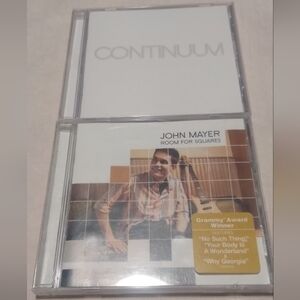 CONTINUUM
JOHN MAYER
ROOM FOR SQUARES
Grammy Award
Winner
"No Such Thing"
"Your Body Is
A Wonderland"
"Why Georgia"